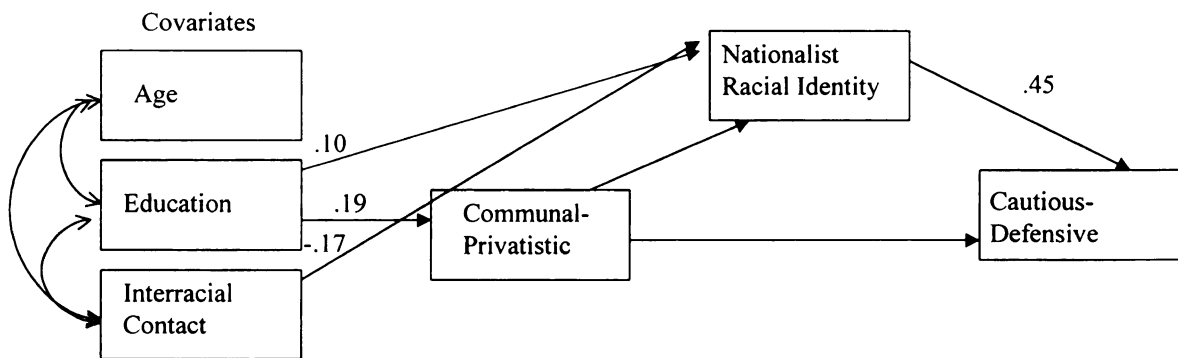 Covariates
Age
Education
Interracial
Contact
.10
.19
-.17
Communal-
Privatistic
Nationalist
Racial Identity
.45
Cautious-
Defensive